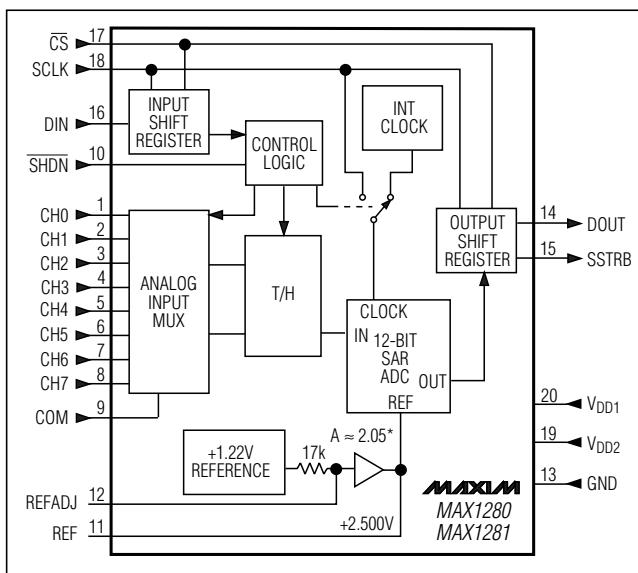 CS 17
SCLK 18
DIN 16
SHDN 10
CH0 1
CH1 2
CH2 3
CH3 4
CH4 5
CH5 6
CH6 7
CH7 8
COM 9
REFADJ 12
REF 11
INPUT
SHIFT
REGISTER
CONTROL
LOGIC
INT
CLOCK
ANALOG
INPUT
MUX
T/H
CLOCK
IN
12-BIT
SAR
ADC
OUT
REF
OUTPUT
SHIFT
REGISTER
14 DOUT
15 SSTRB
20 VDD1
19 VDD2
13 GND
+1.22V
REFERENCE
17k
A ≈ 2.05*
+2.500V
MAXIM
MAX1280
MAX1281